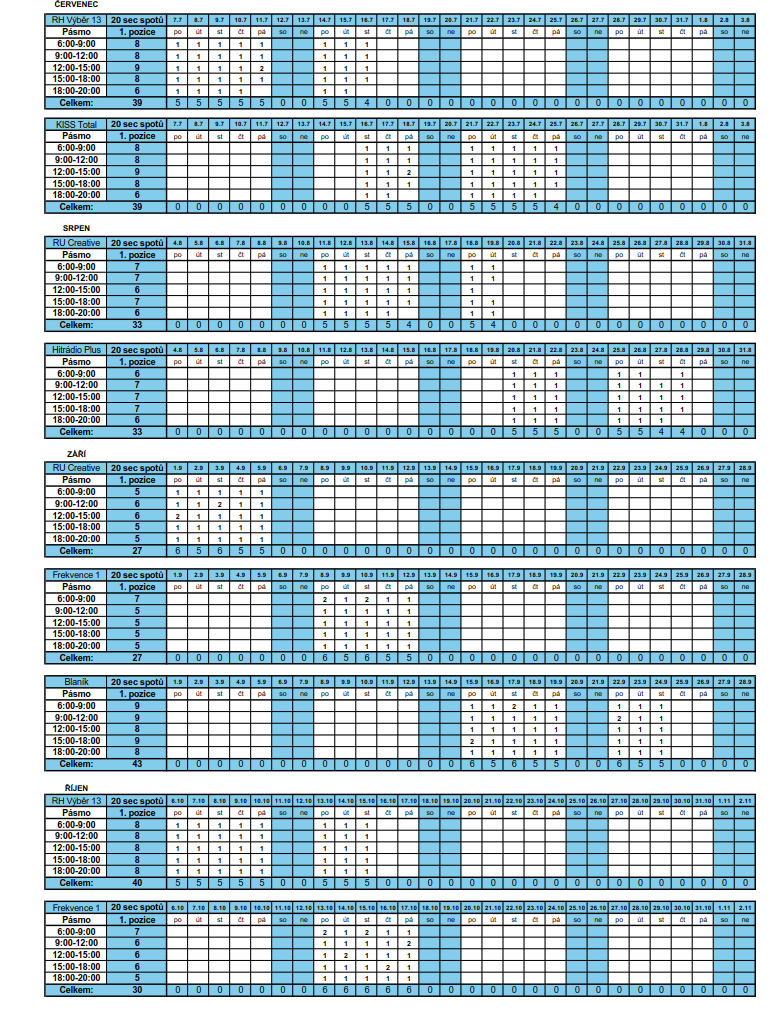 ČERVENEC
RH Výběr 13 20 sec spotů 7.7 8.7 9.7 10.7 11.7 12.7 13.7 14.7 15.7 16.7 17.7 18.7 19.7 20.7 21.7 22.7 23.7 24.7 25.7 26.7 27.7 28.7 29.7 30.7 31.7 1.8 2.8 3.8
Pásmo 1. pozice po út st čt pá so ne po út st čt pá so ne po út st čt pá so ne po út st čt pá so ne
6:00-9:00 8 1 1 1 1 1 1 1 1
9:00-12:00 8 1 1 1 1 1 1 1 1
12:00-15:00 9 1 1 1 1 2 1 1 1
15:00-18:00 8 1 1 1 1 1 1 1 1
18:00-20:00 6 1 1 1 1 1 1
Celkem: 39 5 5 5 5 5 0 0 5 5 4 0 0 0 0 0 0 0 0 0 0 0 0 0 0 0 0 0 0
KISS Total 20 sec spotů 7.7 8.7 9.7 10.7 11.7 12.7 13.7 14.7 15.7 16.7 17.7 18.7 19.7 20.7 21.7 22.7 23.7 24.7 25.7 26.7 27.7 28.7 29.7 30.7 31.7 1.8 2.8 3.8
Pásmo 1. pozice po út st čt pá so ne po út st čt pá so ne po út st čt pá so ne po út st čt pá so ne
6:00-9:00 8 1 1 1 1 1 1 1 1
9:00-12:00 8 1 1 1 1 1 1 1 1
12:00-15:00 9 1 1 2 1 1 1 1 1
15:00-18:00 8 1 1 1 1 1 1 1 1
18:00-20:00 6 1 1 1 1 1 1
Celkem: 39 0 0 0 0 0 0 0 0 0 5 5 5 0 0 5 5 5 5 4 0 0 0 0 0 0 0 0 0
SRPEN
RU Creative 20 sec spotů 4.8 5.8 6.8 7.8 8.8 9.8 10.8 11.8 12.8 13.8 14.8 15.8 16.8 17.8 18.8 19.8 20.8 21.8 22.8 23.8 24.8 25.8 26.8 27.8 28.8 29.8 30.8 31.8
Pásmo 1. pozice po út st čt pá so ne po út st čt pá so ne po út st čt pá so ne po út st čt pá so ne
6:00-9:00 7 1 1 1 1 1 1 1
9:00-12:00 7 1 1 1 1 1 1 1
12:00-15:00 6 1 1 1 1 1 1
15:00-18:00 7 1 1 1 1 1 1 1
18:00-20:00 6 1 1 1 1 1 1
Celkem: 33 0 0 0 0 0 0 0 5 5 5 5 4 0 0 5 4 0 0 0 0 0 0 0 0 0 0 0 0
Hitrádio Plus 20 sec spotů 4.8 5.8 6.8 7.8 8.8 9.8 10.8 11.8 12.8 13.8 14.8 15.8 16.8 17.8 18.8 19.8 20.8 21.8 22.8 23.8 24.8 25.8 26.8 27.8 28.8 29.8 30.8 31.8
Pásmo 1. pozice po út st čt pá so ne po út st čt pá so ne po út st čt pá so ne po út st čt pá so ne
6:00-9:00 6 1 1 1 1 1 1
9:00-12:00 7 1 1 1 1 1 1 1
12:00-15:00 7 1 1 1 1 1 1 1
15:00-18:00 7 1 1 1 1 1 1 1
18:00-20:00 6 1 1 1 1 1 1
Celkem: 33 0 0 0 0 0 0 0 0 0 0 0 0 0 0 0 0 5 5 5 0 0 5 5 4 4 0 0 0
ZÁŘÍ
RU Creative 20 sec spotů 1.9 2.9 3.9 4.9 5.9 6.9 7.9 8.9 9.9 10.9 11.9 12.9 13.9 14.9 15.9 16.9 17.9 18.9 19.9 20.9 21.9 22.9 23.9 24.9 25.9 26.9 27.9 28.9
Pásmo 1. pozice po út st čt pá so ne po út st čt pá so ne po út st čt pá so ne po út st čt pá so ne
6:00-9:00 5 1 1 1 1 1
9:00-12:00 6 1 1 2 1 1
12:00-15:00 6 2 1 1 1 1
15:00-18:00 5 1 1 1 1 1
18:00-20:00 5 1 1 1 1 1
Celkem: 27 6 5 6 5 5 0 0 0 0 0 0 0 0 0 0 0 0 0 0 0 0 0 0 0 0 0 0 0
Frekvence 1 20 sec spotů 1.9 2.9 3.9 4.9 5.9 6.9 7.9 8.9 9.9 10.9 11.9 12.9 13.9 14.9 15.9 16.9 17.9 18.9 19.9 20.9 21.9 22.9 23.9 24.9 25.9 26.9 27.9 28.9
Pásmo 1. pozice po út st čt pá so ne po út st čt pá so ne po út st čt pá so ne po út st čt pá so ne
6:00-9:00 7 2 1 2 1 1
9:00-12:00 5 1 1 1 1 1
12:00-15:00 5 1 1 1 1 1
15:00-18:00 5 1 1 1 1 1
18:00-20:00 5 1 1 1 1 1
Celkem: 27 0 0 0 0 0 0 0 6 5 6 5 5 0 0 0 0 0 0 0 0 0 0 0 0 0 0 0 0
Blaník 20 sec spotů 1.9 2.9 3.9 4.9 5.9 6.9 7.9 8.9 9.9 10.9 11.9 12.9 13.9 14.9 15.9 16.9 17.9 18.9 19.9 20.9 21.9 22.9 23.9 24.9 25.9 26.9 27.9 28.9
Pásmo 1. pozice po út st čt pá so ne po út st čt pá so ne po út st čt pá so ne po út st čt pá so ne
6:00-9:00 9 1 1 2 1 1 1 1 1
9:00-12:00 9 1 1 1 1 1 2 1 1
12:00-15:00 8 1 1 1 1 1 1 1 1
15:00-18:00 9 2 1 1 1 1 1 1 1
18:00-20:00 8 1 1 1 1 1 1 1 1
Celkem: 43 0 0 0 0 0 0 0 0 0 0 0 0 0 0 6 5 6 5 5 0 0 6 5 5 0 0 0 0
ŘÍJEN
RH Výběr 13 20 sec spotů 6.10 7.10 8.10 9.10 10.10 11.10 12.10 13.10 14.10 15.10 16.10 17.10 18.10 19.10 20.10 21.10 22.10 23.10 24.10 25.10 26.10 27.10 28.10 29.10 30.10 31.10 1.11 2.11
Pásmo 1. pozice po út st čt pá so ne po út st čt pá so ne po út st čt pá so ne po út st čt pá so ne
6:00-9:00 8 1 1 1 1 1 1 1 1
9:00-12:00 8 1 1 1 1 1 1 1 1
12:00-15:00 8 1 1 1 1 1 1 1 1
15:00-18:00 8 1 1 1 1 1 1 1 1
18:00-20:00 8 1 1 1 1 1 1 1 1
Celkem: 40 5 5 5 5 5 0 0 5 5 5 0 0 0 0 0 0 0 0 0 0 0 0 0 0 0 0 0 0
Frekvence 1 20 sec spotů 6.10 7.10 8.10 9.10 10.10 11.10 12.10 13.10 14.10 15.10 16.10 17.10 18.10 19.10 20.10 21.10 22.10 23.10 24.10 25.10 26.10 27.10 28.10 29.10 30.10 31.10 1.11 2.11
Pásmo 1. pozice po út st čt pá so ne po út st čt pá so ne po út st čt pá so ne po út st čt pá so ne
6:00-9:00 7 2 1 2 1 1
9:00-12:00 6 1 1 1 1 2
12:00-15:00 6 1 2 1 1 1
15:00-18:00 6 1 1 1 2 1
18:00-20:00 5 1 1 1 1 1
Celkem: 30 0 0 0 0 0 0 0 6 6 6 6 6 0 0 0 0 0 0 0 0 0 0 0 0 0 0 0 0